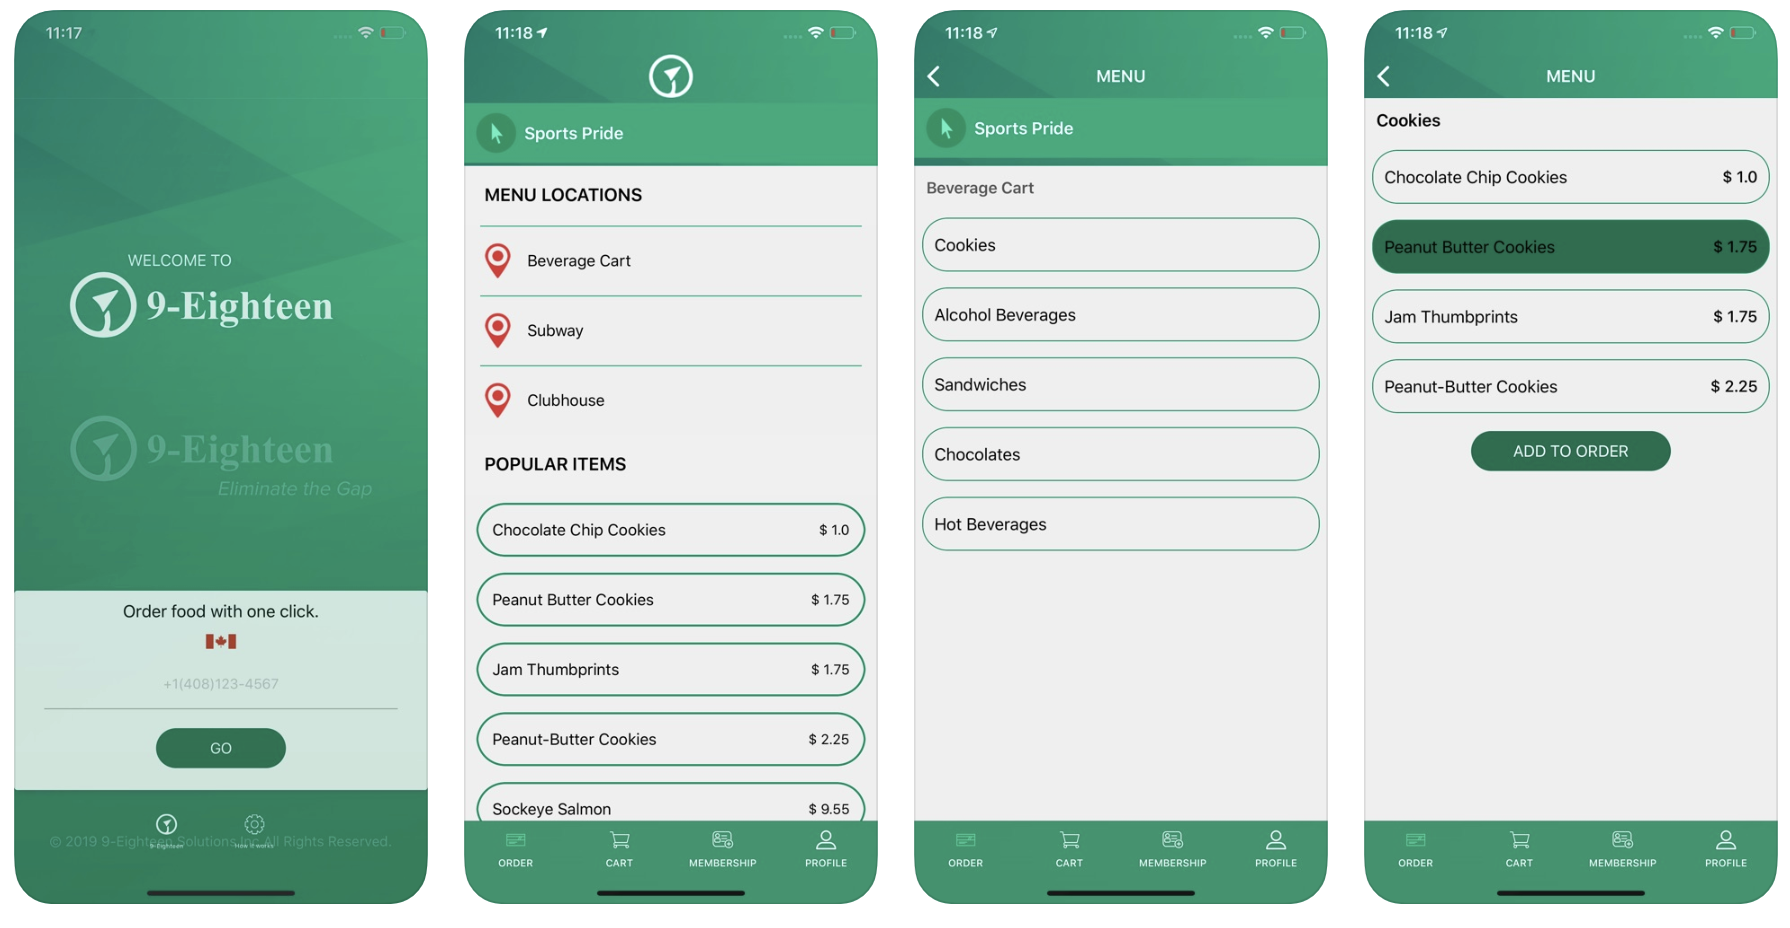 11:17
WELCOME TO
9-Eighteen
9-Eighteen
Eliminate the Gap
Order food with one click.
+1(408)123-4567
GO
9-Eighteen
How it works
© 2019 9-Eighteen Solutions Inc All Rights Reserved.
11:18
Sports Pride
MENU LOCATIONS
Beverage Cart
Subway
Clubhouse
POPULAR ITEMS
Chocolate Chip Cookies $ 1.0
Peanut Butter Cookies $ 1.75
Jam Thumbprints $ 1.75
Peanut-Butter Cookies $ 2.25
Sockeye Salmon $ 9.55
ORDER CART MEMBERSHIP PROFILE
11:18
MENU
Sports Pride
Beverage Cart
Cookies
Alcohol Beverages
Sandwiches
Chocolates
Hot Beverages
ORDER CART MEMBERSHIP PROFILE
11:18
MENU
Cookies
Chocolate Chip Cookies $ 1.0
Peanut Butter Cookies $ 1.75
Jam Thumbprints $ 1.75
Peanut-Butter Cookies $ 2.25
ADD TO ORDER
ORDER CART MEMBERSHIP PROFILE